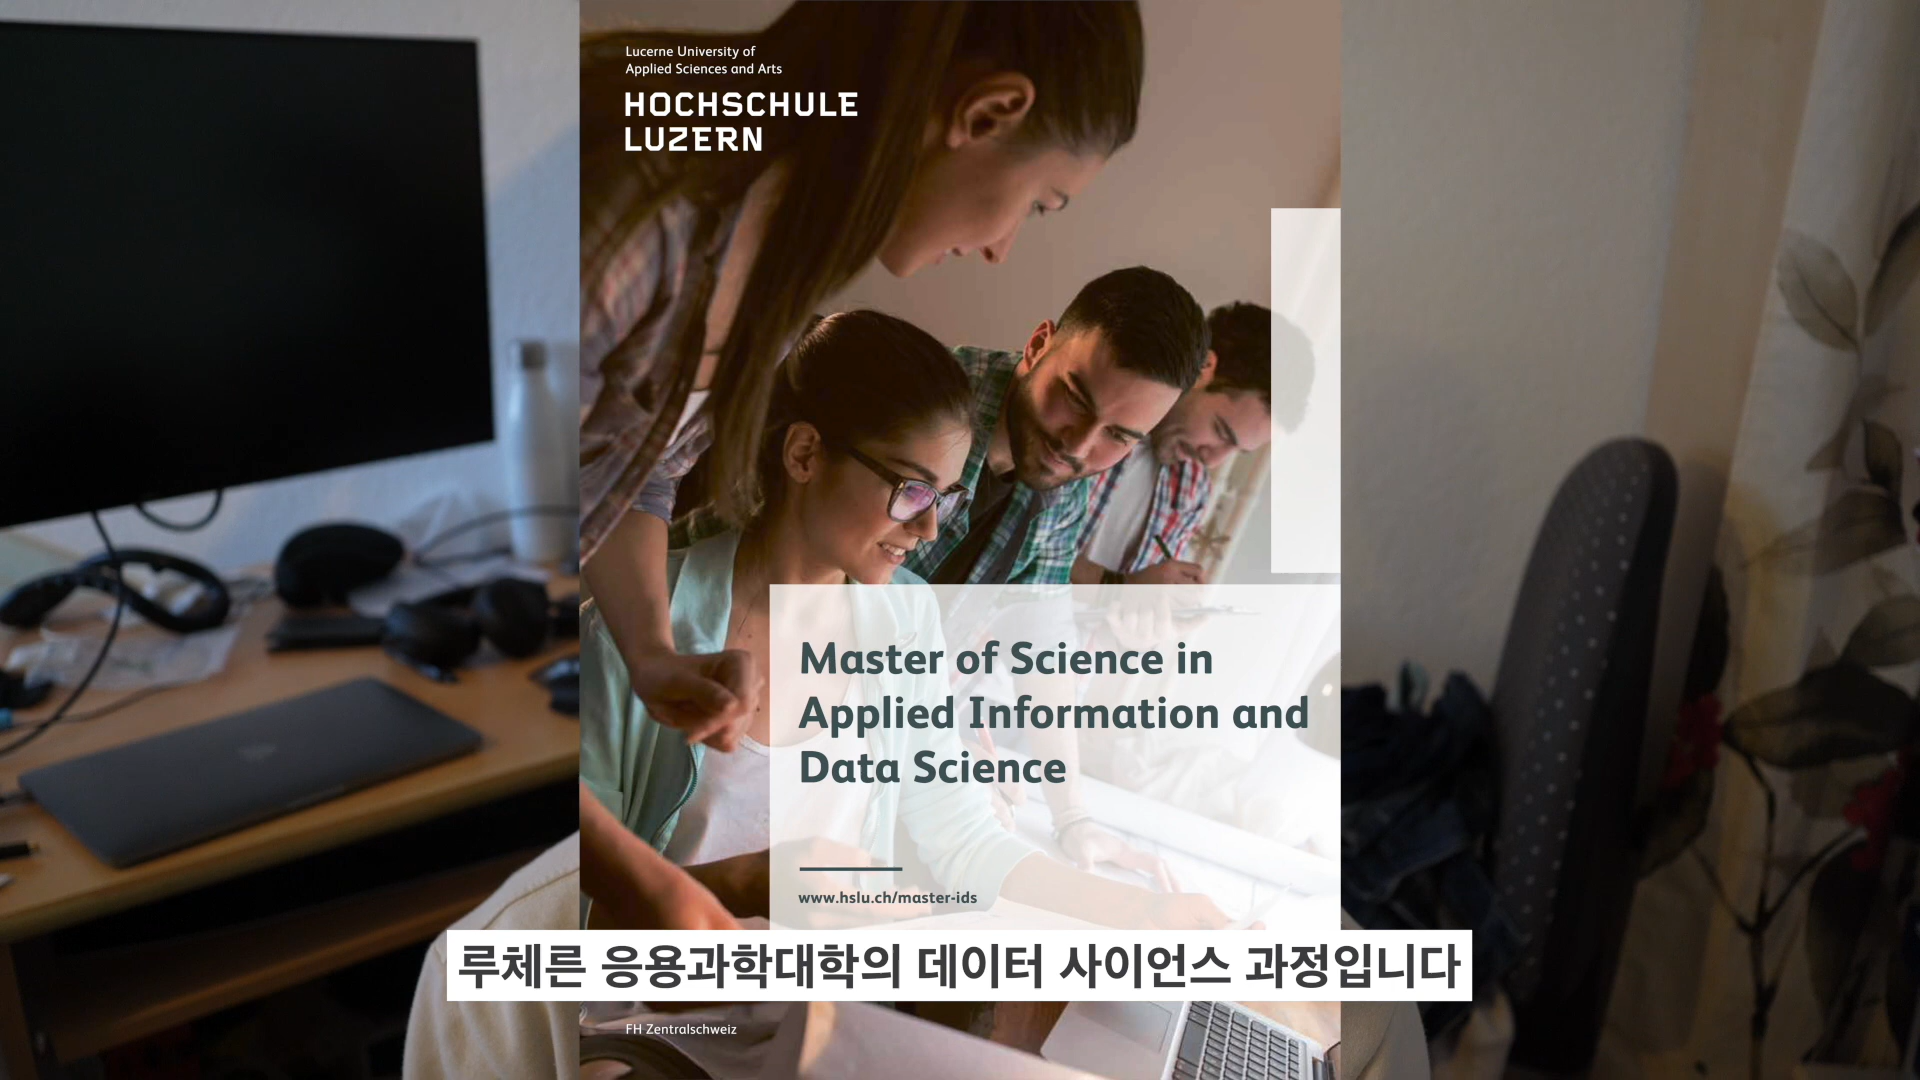 Lucerne University of
Applied Sciences and Arts
HOCHSCHULE
LUZERN
Master of Science in
Applied Information and
Data Science
www.hslu.ch/master-ids
루체른 응용과학대학의 데이터 사이언스 과정입니다
FH Zentralschweiz